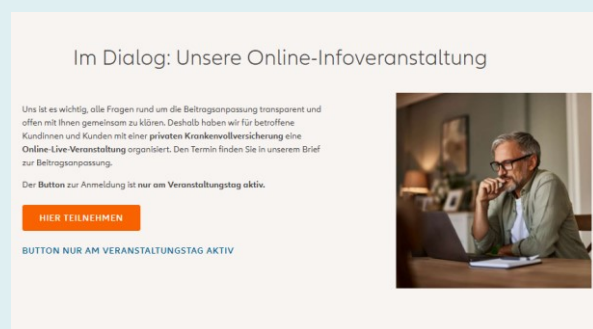 Im Dialog: Unsere Online-Infoveranstaltung
Uns ist es wichtig, alle Fragen rund um die Beitragsanpassung transparent und
offen mit Ihnen gemeinsam zu klären. Deshalb haben wir für betroffene
Kundinnen und Kunden mit einer privaten Krankenvollversicherung eine
Online-Live-Veranstaltung organisiert. Den Termin finden Sie in unserem Brief
zur Beitragsanpassung.
Der Button zur Anmeldung ist nur am Veranstaltungstag aktiv.
HIER TEILNEHMEN
BUTTON NUR AM VERANSTALTUNGSTAG AKTIV